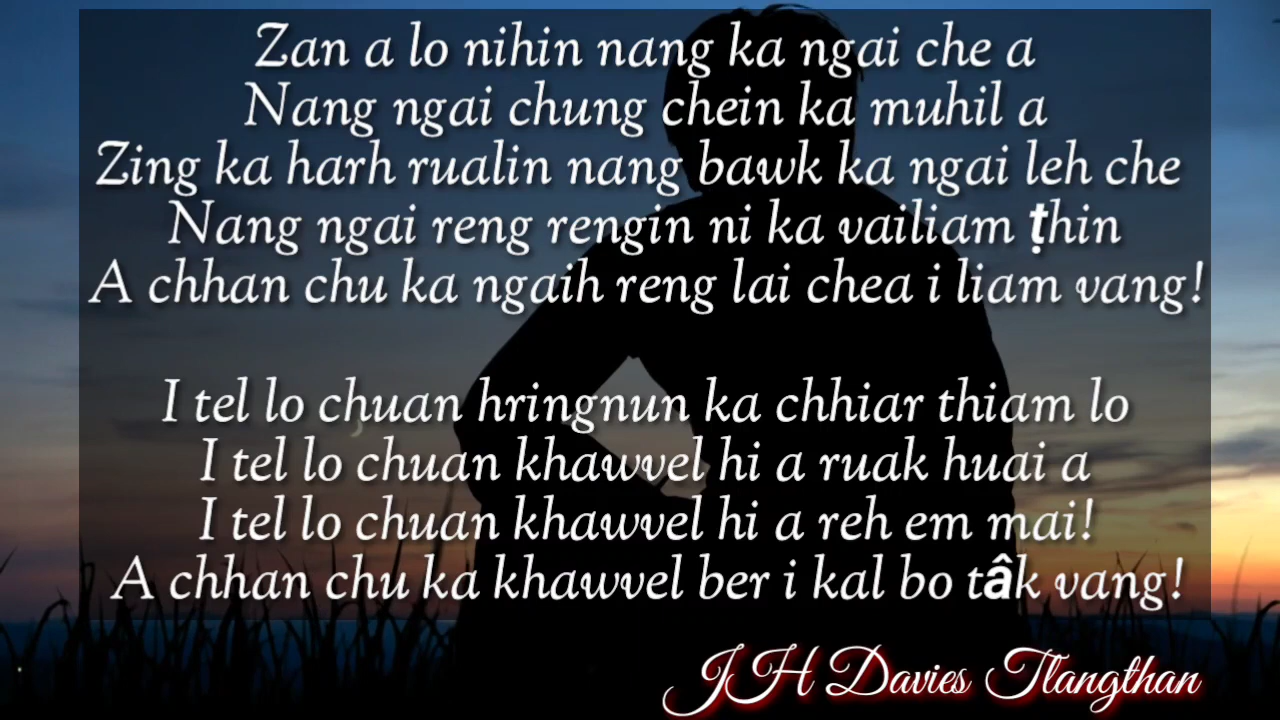 Zan a lo nihin nang ka ngai che a
Nang ngai chung chein ka muhil a
Zing ka harh rualin nang bawk ka ngai leh che
Nang ngai reng rengin ni ka vailiam ṭhin
A chhan chu ka ngaih reng lai chea i liam vang!
I tel lo chuan hringnun ka chhiar thiam lo
I tel lo chuan khawvel hi a ruak huai a
I tel lo chuan khawvel hi a reh em mai!
A chhan chu ka khawvel ber i kal bo tâk vang!
JH Davies Tlangthan